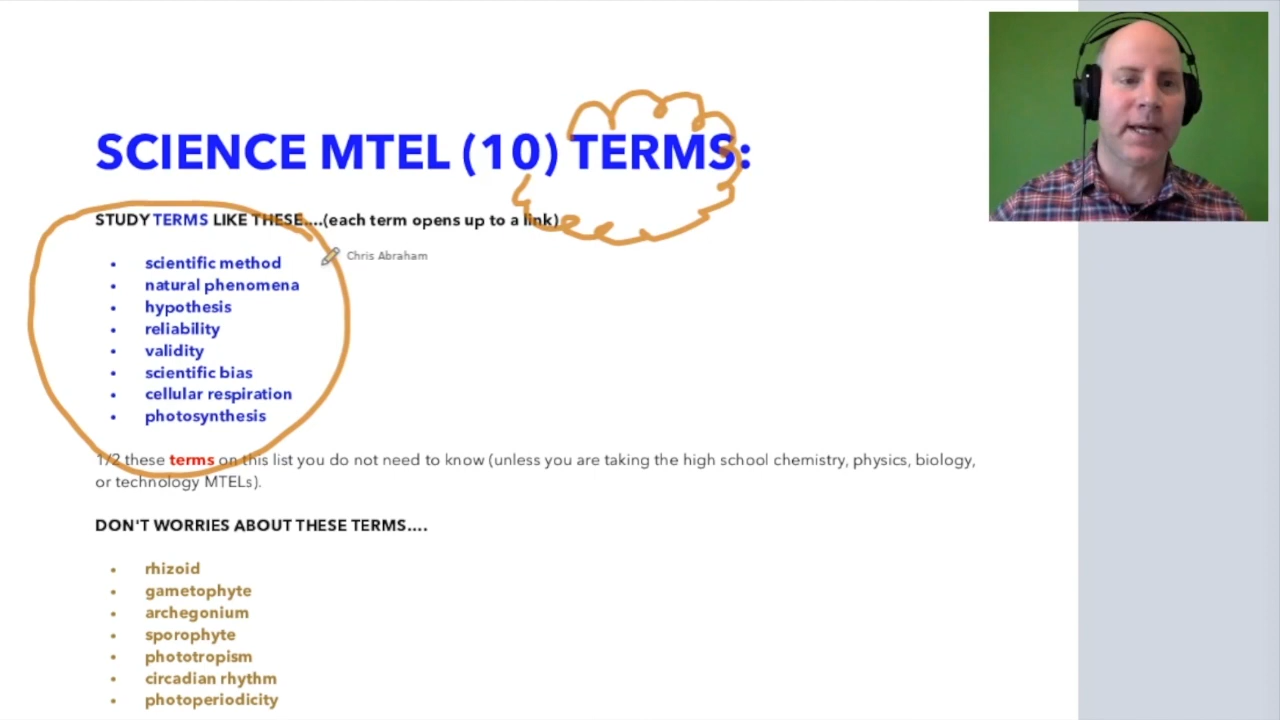 SCIENCE MTEL (10) TERMS:
STUDY TERMS LIKE THESE....(each term opens up to a link)
Chris Abraham
• scientific method
• natural phenomena
• hypothesis
• reliability
• validity
• scientific bias
• cellular respiration
• photosynthesis
1/2 these terms on this list you do not need to know (unless you are taking the high school chemistry, physics, biology,
or technology MTELs).
DON'T WORRIES ABOUT THESE TERMS....
• rhizoid
• gametophyte
• archegonium
• sporophyte
• phototropism
• circadian rhythm
• photoperiodicity